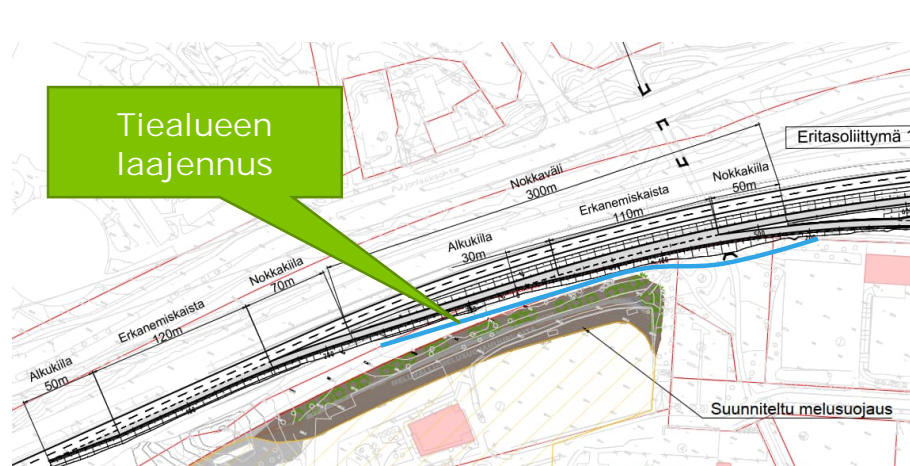 Tiealueen
laajennus
Eritasoliittymä 1
Nokkaväli
300m
Nokkakiila
50m
Erkanemiskaista
110m
Alkukiila
30m
Nokkakiila
70m
Erkanemiskaista
120m
Alkukiila
50m
Suunniteltu melusuojaus